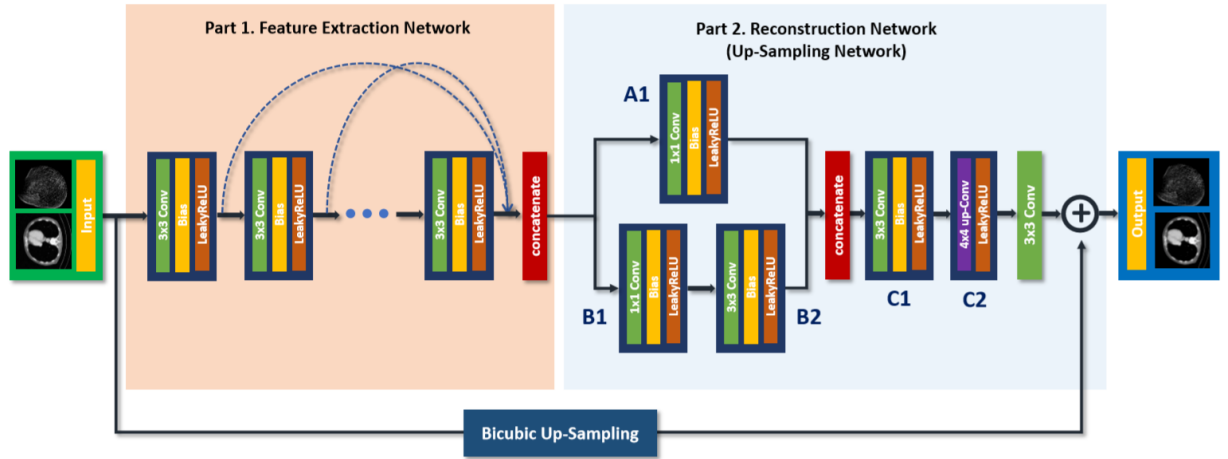 Part 1. Feature Extraction Network
Part 2. Reconstruction Network
(Up-Sampling Network)
Input
3x3 Conv
Bias
LeakyReLU
3x3 Conv
Bias
LeakyReLU
3x3 Conv
Bias
LeakyReLU
concatenate
A1
1x1 Conv
Bias
LeakyReLU
B1
1x1 Conv
Bias
LeakyReLU
3x3 Conv
Bias
LeakyReLU
B2
concatenate
3x3 Conv
Bias
LeakyReLU
C1
4x4 up-Conv
LeakyReLU
C2
3x3 Conv
+
Output
Bicubic Up-Sampling